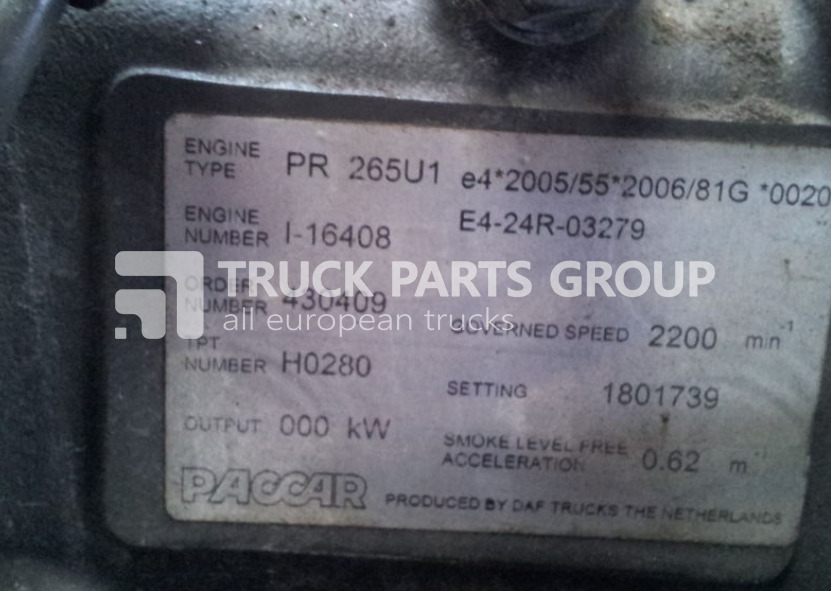 ENGINE TYPE PR 265U1 e4*2005/55*2006/81G *0020
ENGINE NUMBER I-16408 E4-24R-03279
TRUCK PARTS GROUP
ORDER NUMBER 430409
all european trucks
GOVERNED SPEED 2200 min-1
NUMBER H0280
SETTING 1801739
OUTPUT 000 kW
SMOKE LEVEL FREE ACCELERATION 0.62 m
PACCAR PRODUCED BY DAF TRUCKS THE NETHERLANDS